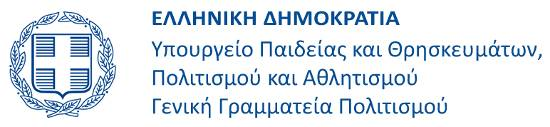 ΕΛΛΗΝΙΚΗ ΔΗΜΟΚΡΑΤΙΑ
Υπουργείο Παιδείας και Θρησκευμάτων,
Πολιτισμού και Αθλητισμού
Γενική Γραμματεία Πολιτισμού